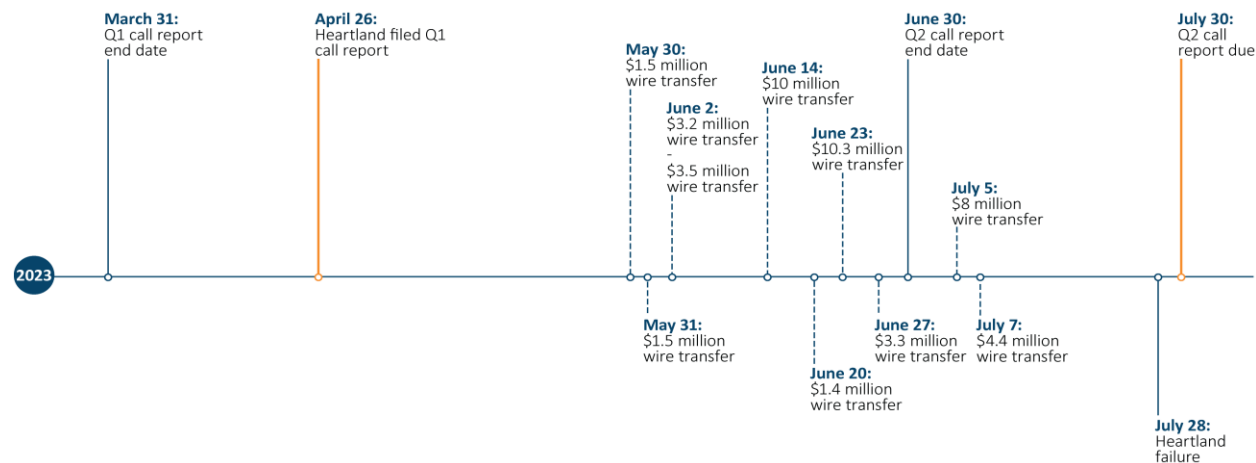 March 31:
Q1 call report
end date
April 26:
Heartland filed Q1
call report
May 30:
$1.5 million
wire transfer
June 2:
$3.2 million
wire transfer
-
$3.5 million
wire transfer
June 14:
$10 million
wire transfer
June 23:
$10.3 million
wire transfer
June 30:
Q2 call report
end date
July 5:
$8 million
wire transfer
July 30:
Q2 call
report due
2023
May 31:
$1.5 million
wire transfer
June 20:
$1.4 million
wire transfer
June 27:
$3.3 million
wire transfer
July 7:
$4.4 million
wire transfer
July 28:
Heartland
failure